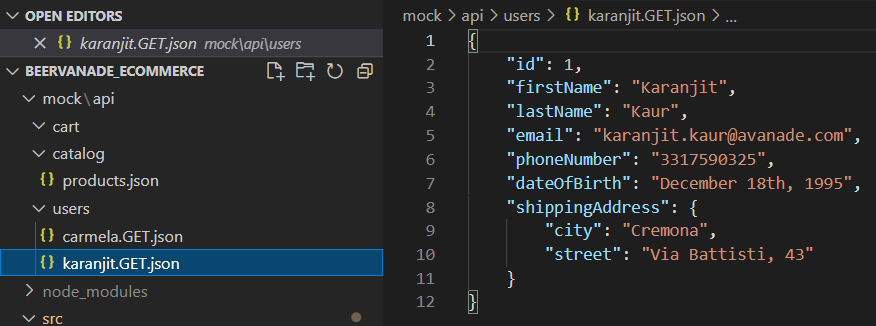 OPEN EDITORS
karanjit.GET.json mock\api\users
BEERVANADE_ECOMMERCE
mock\api
cart
catalog
{} products.json
users
{} carmela.GET.json
{} karanjit.GET.json
node_modules
src
mock > api > users > {} karanjit.GET.json > ...
1 {
2 "id": 1,
3 "firstName": "Karanjit",
4 "lastName": "Kaur",
5 "email": "karanjit.kaur@avanade.com",
6 "phoneNumber": "3317590325",
7 "dateOfBirth": "December 18th, 1995",
8 "shippingAddress": {
9 "city": "Cremona",
10 "street": "Via Battisti, 43"
11 }
12 }